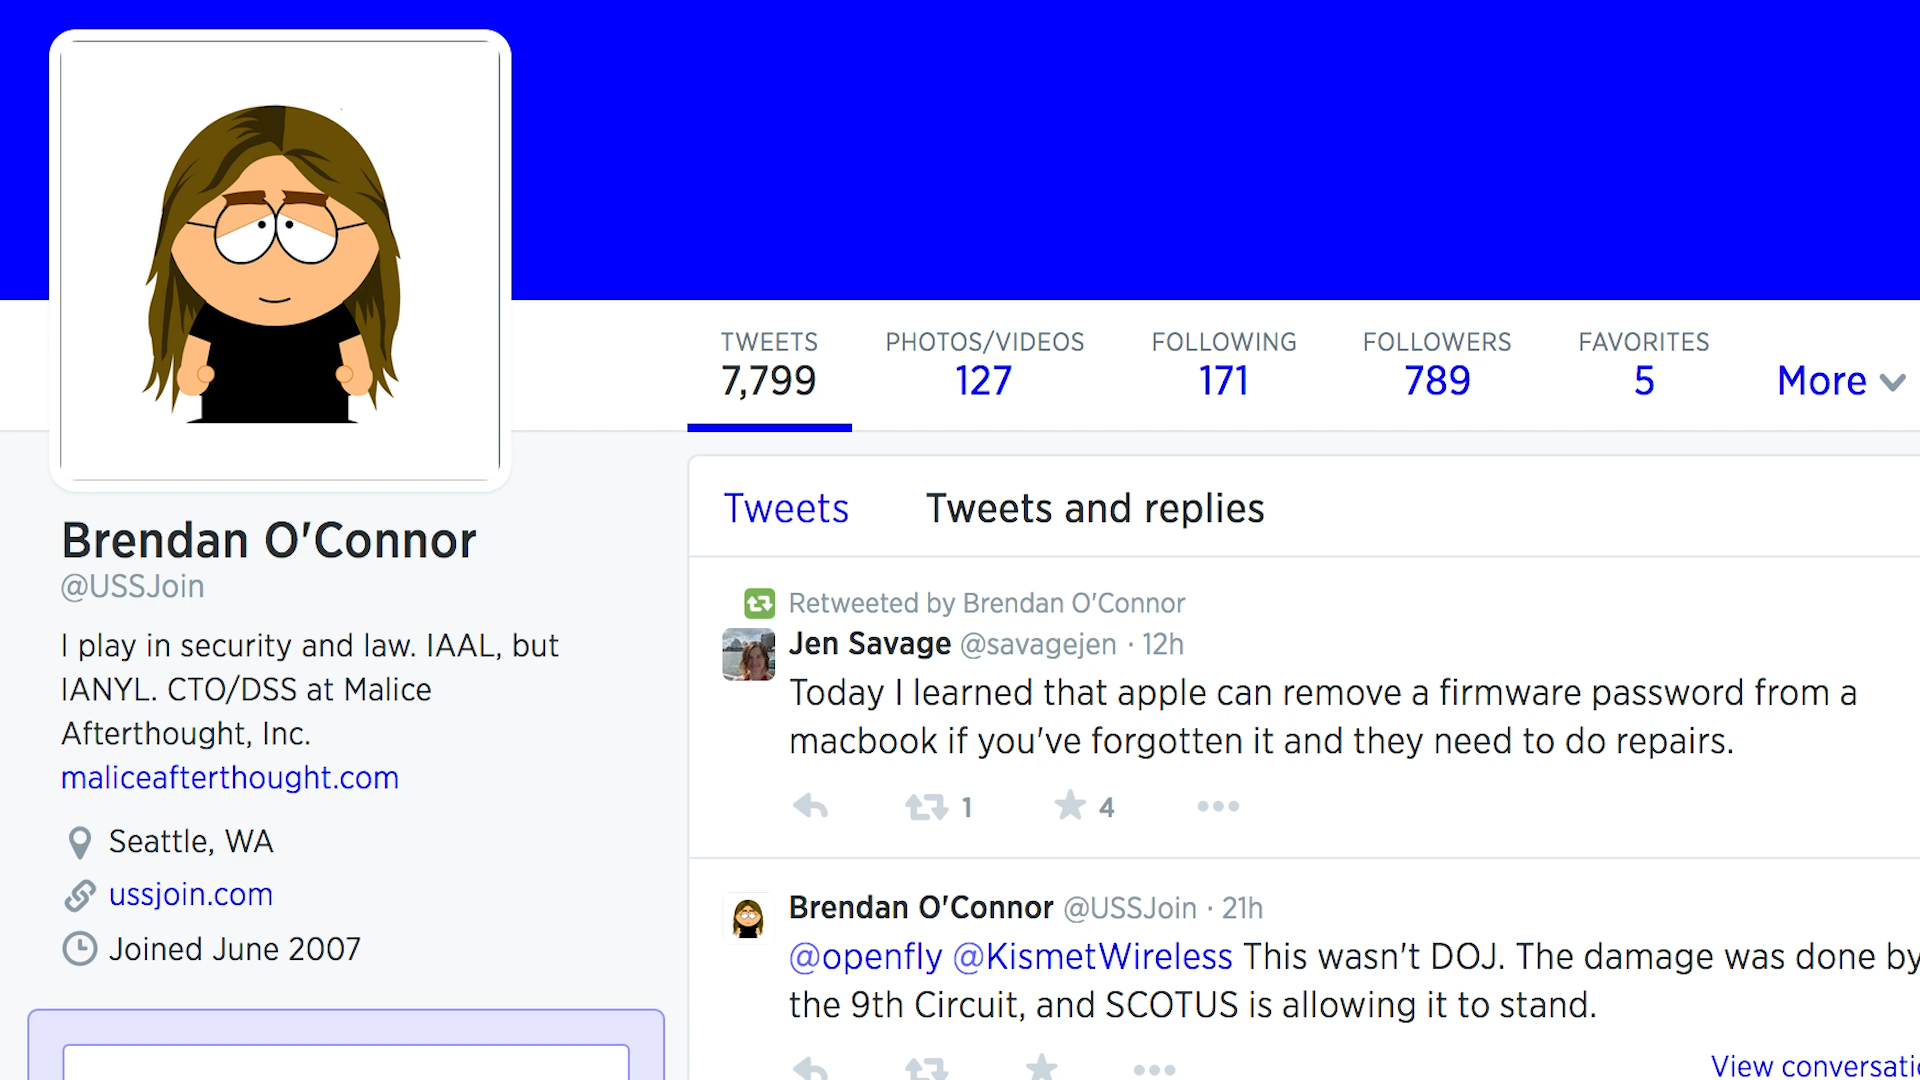 TWEETS PHOTOS/VIDEOS FOLLOWING FOLLOWERS FAVORITES
7,799 127 171 789 5 More
Brendan O'Connor
@USSJoin
I play in security and law. IAAL, but
IANYL. CTO/DSS at Malice
Afterthought, Inc.
maliceafterthought.com
Seattle, WA
ussjoin.com
Joined June 2007
Tweets Tweets and replies
Retweeted by Brendan O'Connor
Jen Savage @savagejen · 12h
Today I learned that apple can remove a firmware password from a
macbook if you've forgotten it and they need to do repairs.
1 4
Brendan O'Connor @USSJoin · 21h
@openfly @KismetWireless This wasn't DOJ. The damage was done by
the 9th Circuit, and SCOTUS is allowing it to stand.
View conversati